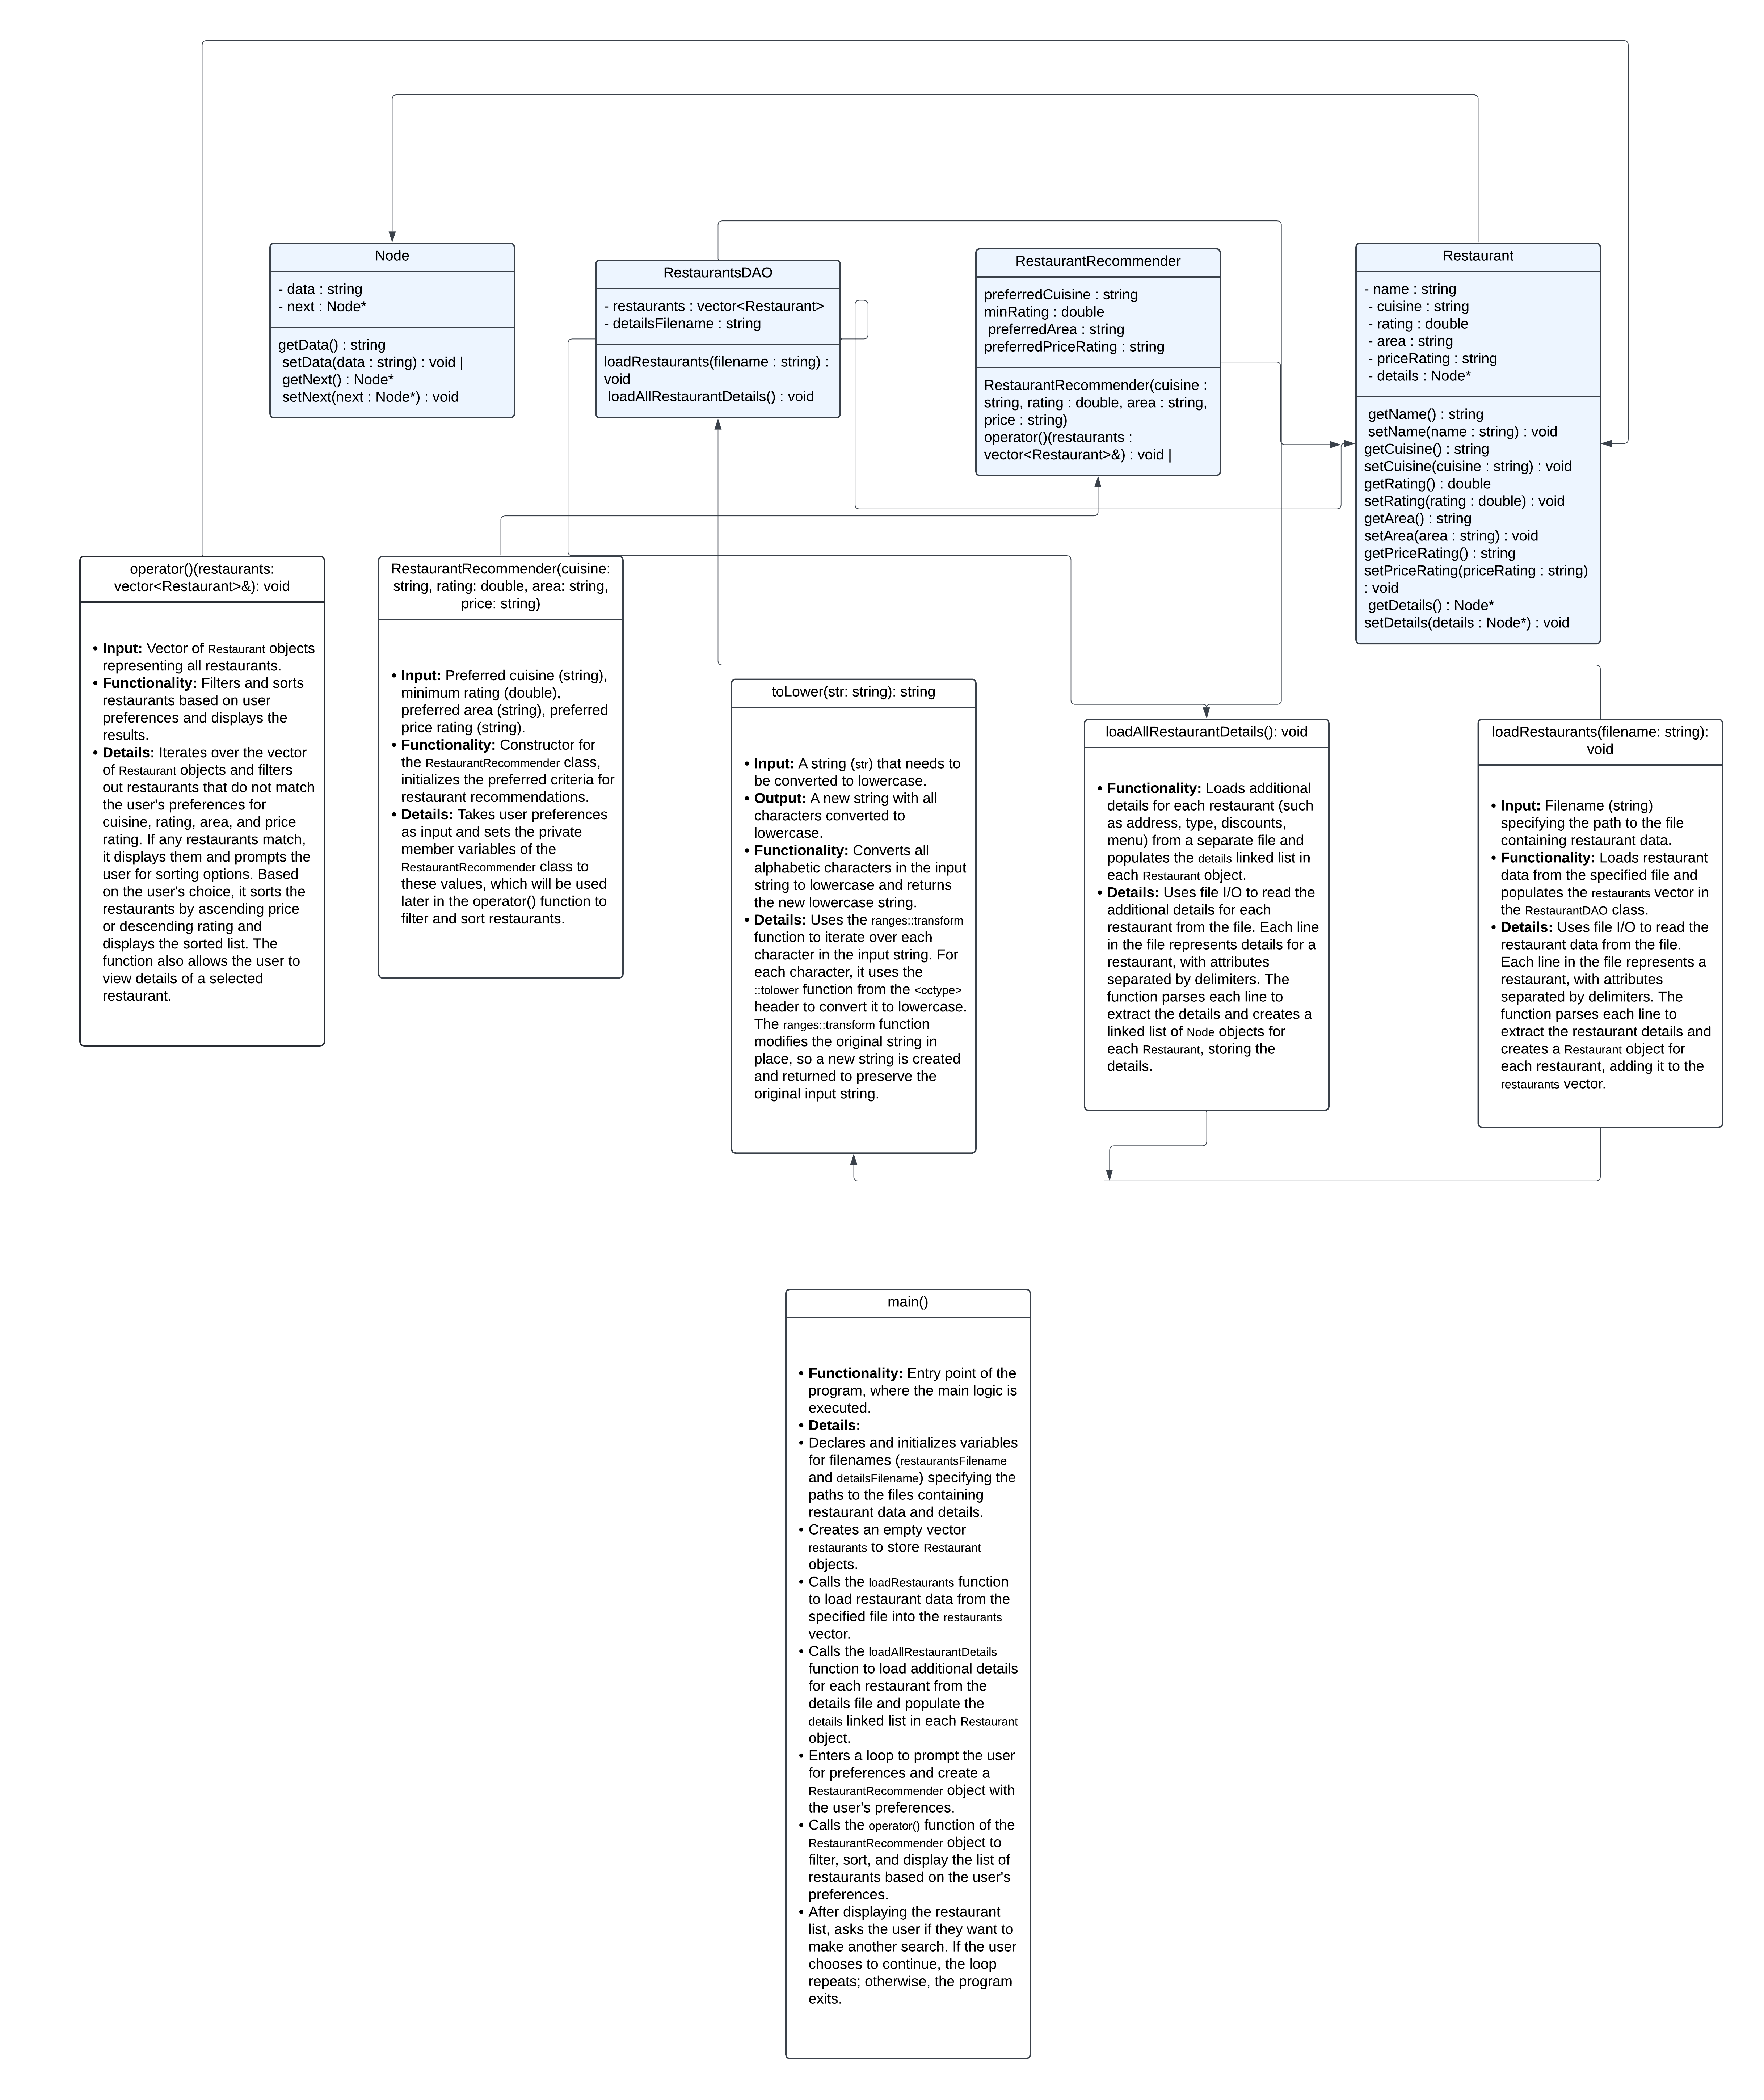 Node
- data : string
- next : Node*
getData() : string
setData(data : string) : void |
getNext() : Node*
setNext(next : Node*) : void
RestaurantsDAO
- restaurants : vector<Restaurant>
- detailsFilename : string
loadRestaurants(filename : string) :
void
loadAllRestaurantDetails() : void
RestaurantRecommender
preferredCuisine : string
minRating : double
preferredArea : string
preferredPriceRating : string
RestaurantRecommender(cuisine :
string, rating : double, area : string,
price : string)
operator()(restaurants :
vector<Restaurant>&) : void |
Restaurant
- name : string
- cuisine : string
- rating : double
- area : string
- priceRating : string
- details : Node*
getName() : string
setName(name : string) : void
getCuisine() : string
setCuisine(cuisine : string) : void
getRating() : double
setRating(rating : double) : void
getArea() : string
setArea(area : string) : void
getPriceRating() : string
setPriceRating(priceRating : string)
: void
getDetails() : Node*
setDetails(details : Node*) : void
operator()(restaurants:
vector<Restaurant>&): void
• Input: Vector of Restaurant objects
representing all restaurants.
• Functionality: Filters and sorts
restaurants based on user
preferences and displays the
results.
• Details: Iterates over the vector
of Restaurant objects and filters
out restaurants that do not match
the user's preferences for
cuisine, rating, area, and price
rating. If any restaurants match,
it displays them and prompts the
user for sorting options. Based
on the user's choice, it sorts the
restaurants by ascending price
or descending rating and
displays the sorted list. The
function also allows the user to
view details of a selected
restaurant.
RestaurantRecommender(cuisine:
string, rating: double, area: string,
price: string)
• Input: Preferred cuisine (string),
minimum rating (double),
preferred area (string), preferred
price rating (string).
• Functionality: Constructor for
the RestaurantRecommender class,
initializes the preferred criteria for
restaurant recommendations.
• Details: Takes user preferences
as input and sets the private
member variables of the
RestaurantRecommender class to
these values, which will be used
later in the operator() function to
filter and sort restaurants.
toLower(str: string): string
• Input: A string (str) that needs to
be converted to lowercase.
• Output: A new string with all
characters converted to
lowercase.
• Functionality: Converts all
alphabetic characters in the input
string to lowercase and returns
the new lowercase string.
• Details: Uses the ranges::transform
function to iterate over each
character in the input string. For
each character, it uses the
::tolower function from the <cctype>
header to convert it to lowercase.
The ranges::transform function
modifies the original string in
place, so a new string is created
and returned to preserve the
original input string.
loadAllRestaurantDetails(): void
• Functionality: Loads additional
details for each restaurant (such
as address, type, discounts,
menu) from a separate file and
populates the details linked list in
each Restaurant object.
• Details: Uses file I/O to read the
additional details for each
restaurant from the file. Each line
in the file represents details for a
restaurant, with attributes
separated by delimiters. The
function parses each line to
extract the details and creates a
linked list of Node objects for
each Restaurant, storing the
details.
loadRestaurants(filename: string):
void
• Input: Filename (string)
specifying the path to the file
containing restaurant data.
• Functionality: Loads restaurant
data from the specified file and
populates the restaurants vector in
the RestaurantDAO class.
• Details: Uses file I/O to read the
restaurant data from the file.
Each line in the file represents a
restaurant, with attributes
separated by delimiters. The
function parses each line to
extract the restaurant details and
creates a Restaurant object for
each restaurant, adding it to the
restaurants vector.
main()
• Functionality: Entry point of the
program, where the main logic is
executed.
• Details:
• Declares and initializes variables
for filenames (restaurantsFilename
and detailsFilename) specifying the
paths to the files containing
restaurant data and details.
• Creates an empty vector
restaurants to store Restaurant
objects.
• Calls the loadRestaurants function
to load restaurant data from the
specified file into the restaurants
vector.
• Calls the loadAllRestaurantDetails
function to load additional details
for each restaurant from the
details file and populate the
details linked list in each Restaurant
object.
• Enters a loop to prompt the user
for preferences and create a
RestaurantRecommender object with
the user's preferences.
• Calls the operator() function of the
RestaurantRecommender object to
filter, sort, and display the list of
restaurants based on the user's
preferences.
• After displaying the restaurant
list, asks the user if they want to
make another search. If the user
chooses to continue, the loop
repeats; otherwise, the program
exits.